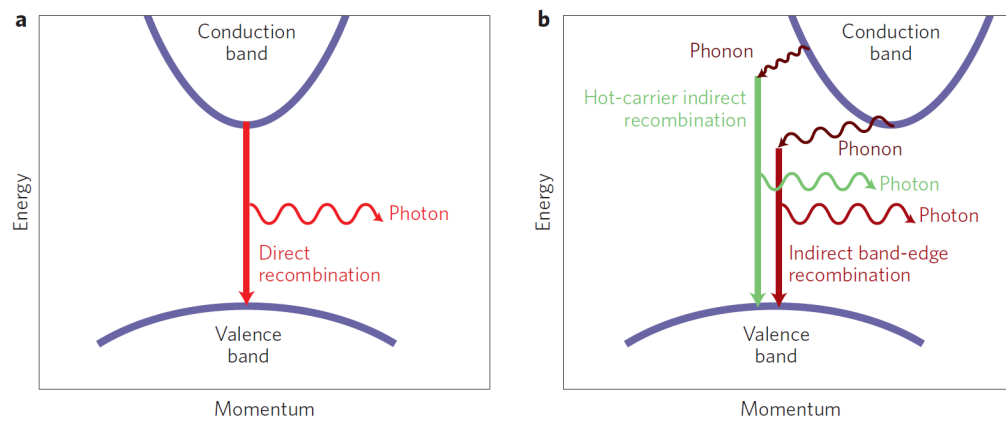 a
Conduction
band
Energy
Photon
Direct
recombination
Valence
band
Momentum
b
Phonon
Conduction
band
Hot-carrier indirect
recombination
Phonon
Energy
Photon
Photon
Indirect band-edge
recombination
Valence
band
Momentum